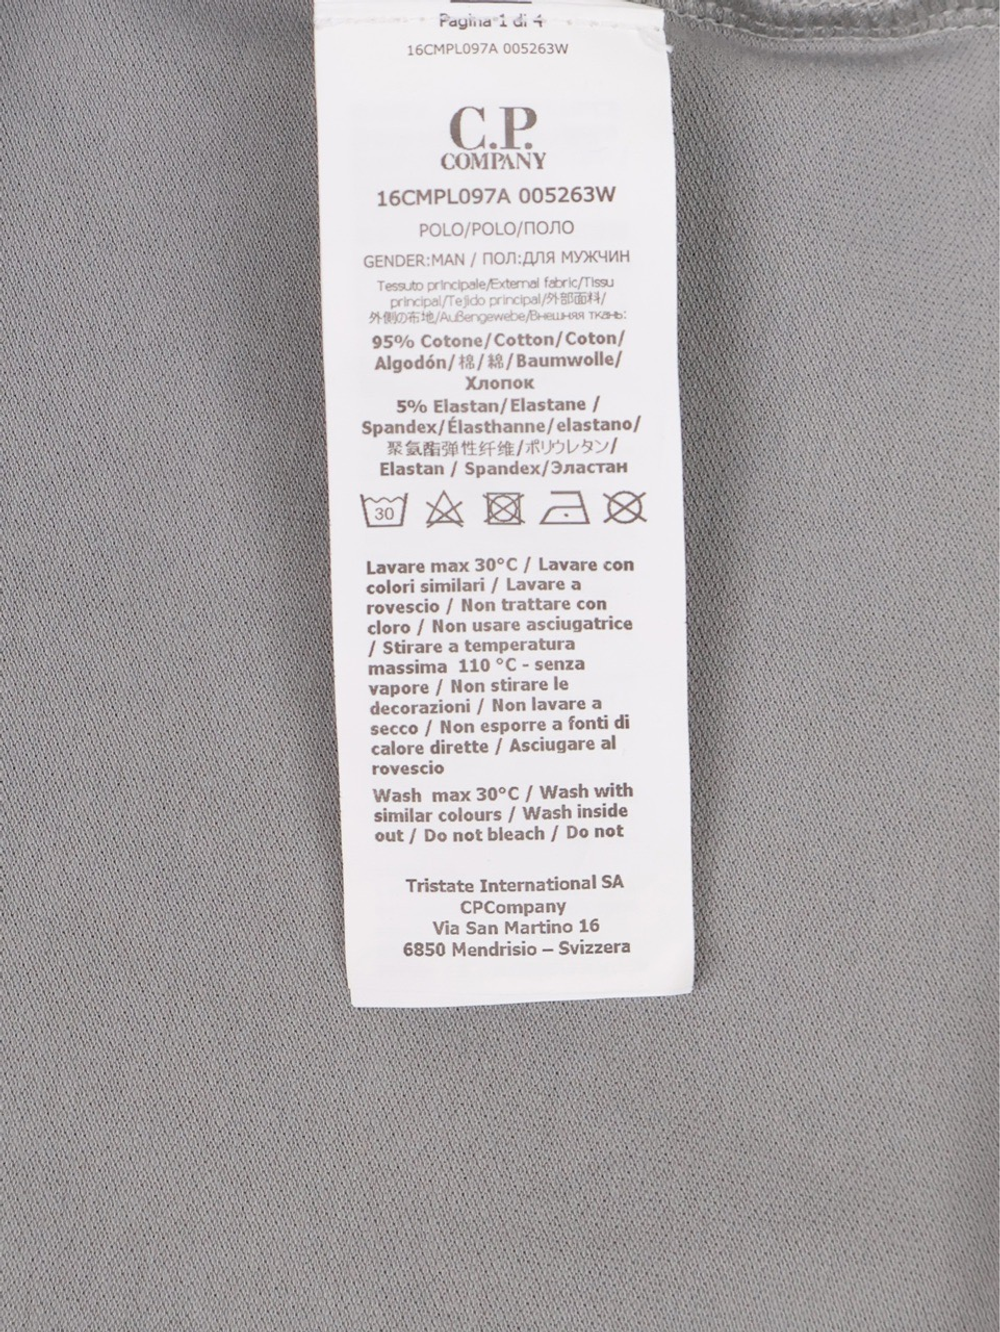 Pagina 1 di 4
16CMPL097A 005263W
C.P.
COMPANY
16CMPL097A 005263W
POLO/POLO/ПОЛО
GENDER:MAN / ПОЛ:ДЛЯ МУЖЧИН
Tessuto principale/External fabric/Tissu
principal/Tejido principal/外部面料/
外側の布地/Außengewebe/Внешняя ткань:
95% Cotone/Cotton/Coton/
Algodón/棉/綿/Baumwolle/
Хлопок
5% Elastan/Elastane /
Spandex/Élasthanne/elastano/
聚氨酯弹性纤维/ポリウレタン/
Elastan / Spandex/Эластан
30
Lavare max 30°C / Lavare con
colori similari / Lavare a
rovescio / Non trattare con
cloro / Non usare asciugatrice
/ Stirare a temperatura
massima 110 °C - senza
vapore / Non stirare le
decorazioni / Non lavare a
secco / Non esporre a fonti di
calore dirette / Asciugare al
rovescio
Wash max 30°C / Wash with
similar colours / Wash inside
out / Do not bleach / Do not
Tristate International SA
CPCompany
Via San Martino 16
6850 Mendrisio – Svizzera